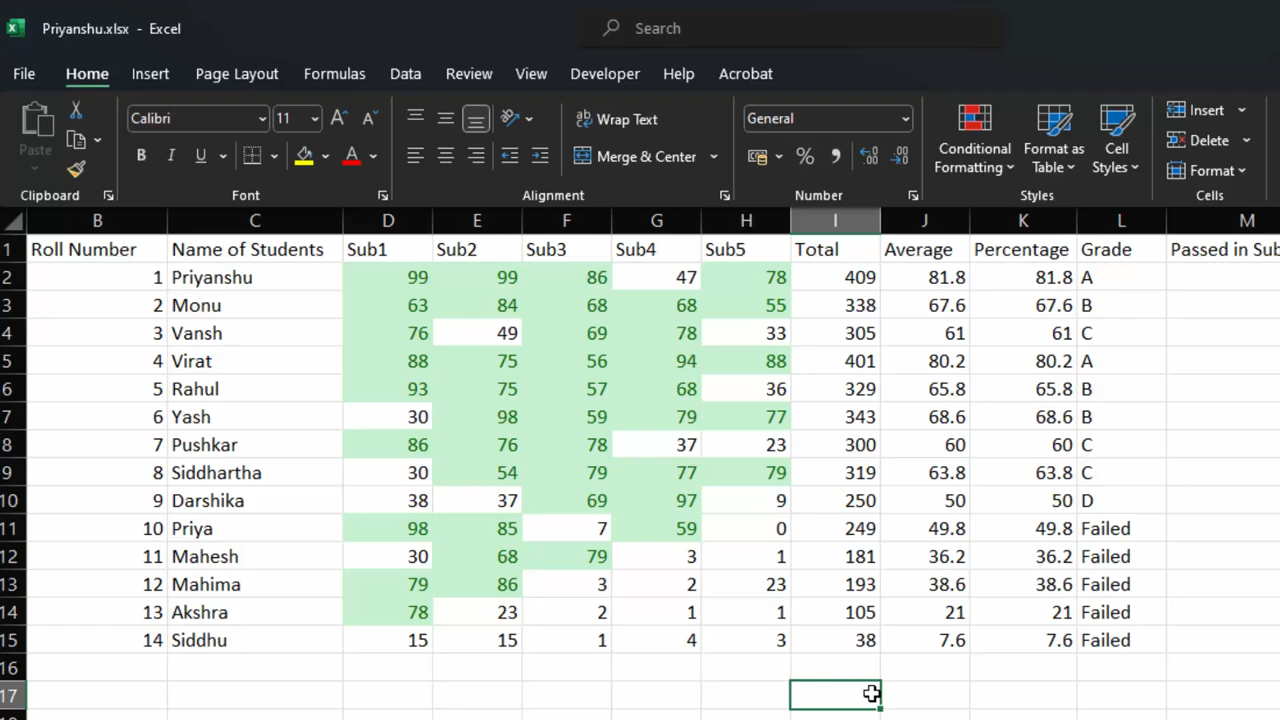 Priyanshu.xlsx - Excel
Search
File Home Insert Page Layout Formulas Data Review View Developer Help Acrobat
Paste
Clipboard
Calibri 11 A A
B I U A
Font
ab Wrap Text
Merge & Center
Alignment
General
% ,
Number
Conditional Formatting
Format as Table
Cell Styles
Styles
Insert
Delete
Format
Cells
B C D E F G H I J K L M
1 Roll Number Name of Students Sub1 Sub2 Sub3 Sub4 Sub5 Total Average Percentage Grade Passed in Sub
2 1 Priyanshu 99 99 86 47 78 409 81.8 81.8 A
3 2 Monu 63 84 68 68 55 338 67.6 67.6 B
4 3 Vansh 76 49 69 78 33 305 61 61 C
5 4 Virat 88 75 56 94 88 401 80.2 80.2 A
6 5 Rahul 93 75 57 68 36 329 65.8 65.8 B
7 6 Yash 30 98 59 79 77 343 68.6 68.6 B
8 7 Pushkar 86 76 78 37 23 300 60 60 C
9 8 Siddhartha 30 54 79 77 79 319 63.8 63.8 C
10 9 Darshika 38 37 69 97 9 250 50 50 D
11 10 Priya 98 85 7 59 0 249 49.8 49.8 Failed
12 11 Mahesh 30 68 79 3 1 181 36.2 36.2 Failed
13 12 Mahima 79 86 3 2 23 193 38.6 38.6 Failed
14 13 Akshra 78 23 2 1 1 105 21 21 Failed
15 14 Siddhu 15 15 1 4 3 38 7.6 7.6 Failed
16
17